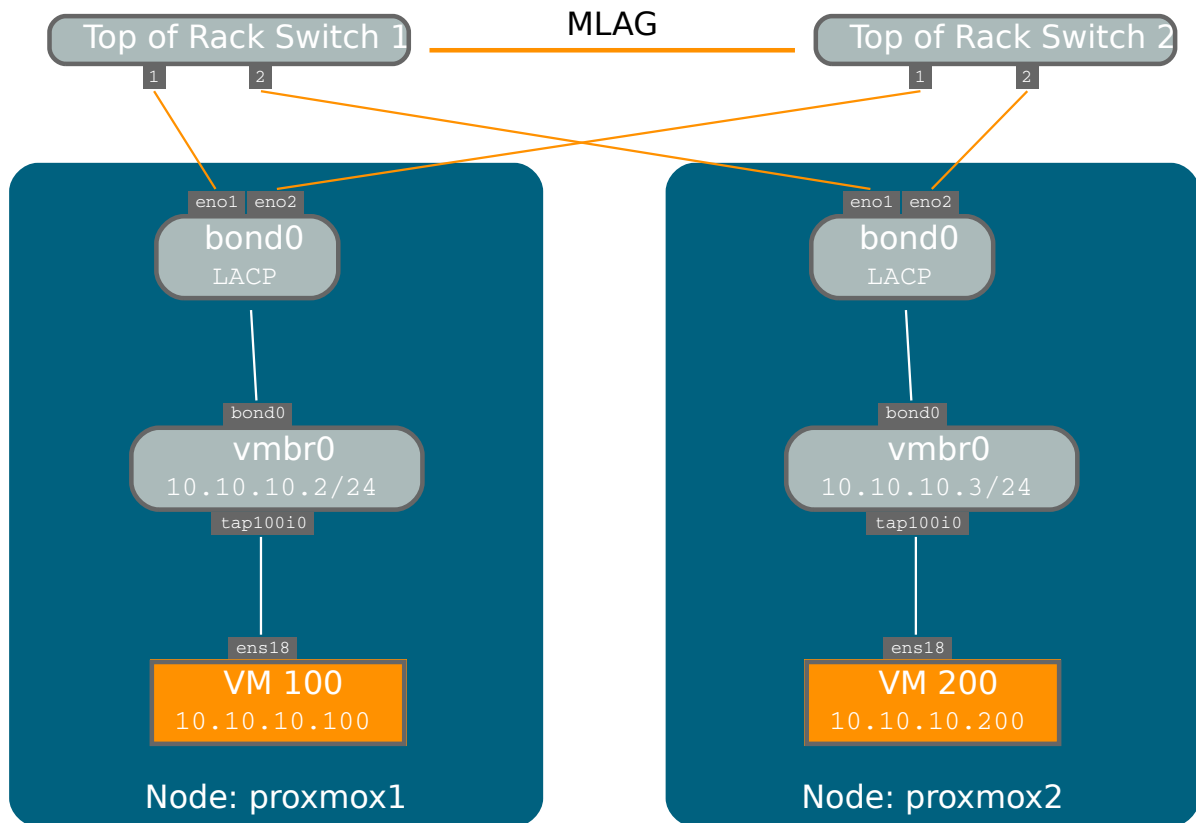 MLAG
Top of Rack Switch 1
Top of Rack Switch 2
1 2
1 2
eno1 eno2
bond0
LACP
bond0
vmbr0
10.10.10.2/24
tap100i0
ens18
VM 100
10.10.10.100
Node: proxmox1
eno1 eno2
bond0
LACP
bond0
vmbr0
10.10.10.3/24
tap100i0
ens18
VM 200
10.10.10.200
Node: proxmox2